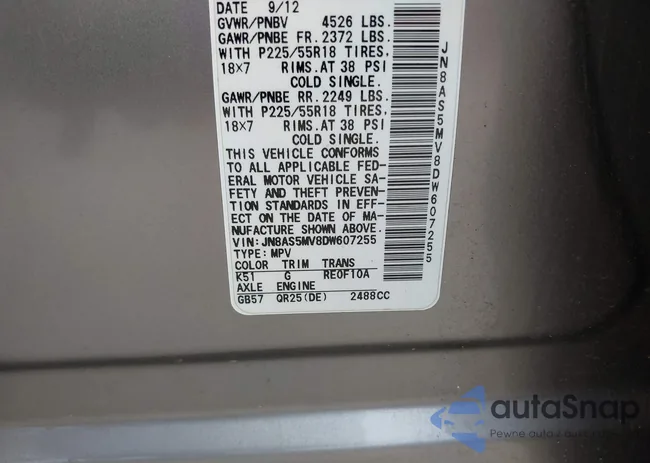 DATE 9/12
GVWR/PNBV 4526 LBS.
GAWR/PNBE FR. 2372 LBS.
WITH P225/55R18 TIRES,
18x7 RIMS.AT 38 PSI
COLD SINGLE.
GAWR/PNBE RR. 2249 LBS.
WITH P225/55R18 TIRES,
18x7 RIMS.AT 38 PSI
COLD SINGLE.
THIS VEHICLE CONFORMS
TO ALL APPLICABLE FED-
ERAL MOTOR VEHICLE SA-
FETY AND THEFT PREVEN-
TION STANDARDS IN EFF-
ECT ON THE DATE OF MA-
NUFACTURE SHOWN ABOVE.
VIN: JN8AS5MV8DW607255
TYPE: MPV
COLOR TRIM TRANS
K51 G RE0F10A
AXLE ENGINE
GB57 QR25(DE) 2488CC
JN8AS5MV8DW607255
autaSnap
Pewne auta z